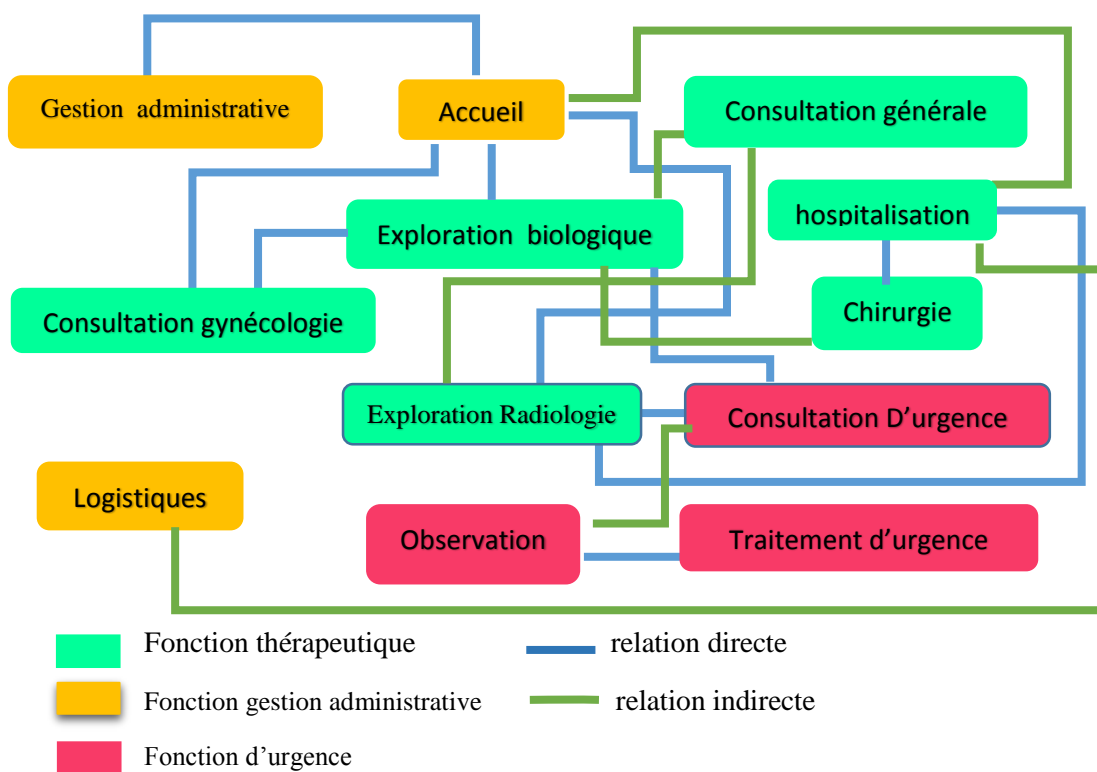 Gestion administrative
Accueil
Consultation générale
hospitalisation
Exploration biologique
Consultation gynécologie
Chirurgie
Exploration Radiologie
Consultation D’urgence
Logistiques
Observation
Traitement d’urgence
Fonction thérapeutique
relation directe
Fonction gestion administrative
relation indirecte
Fonction d’urgence